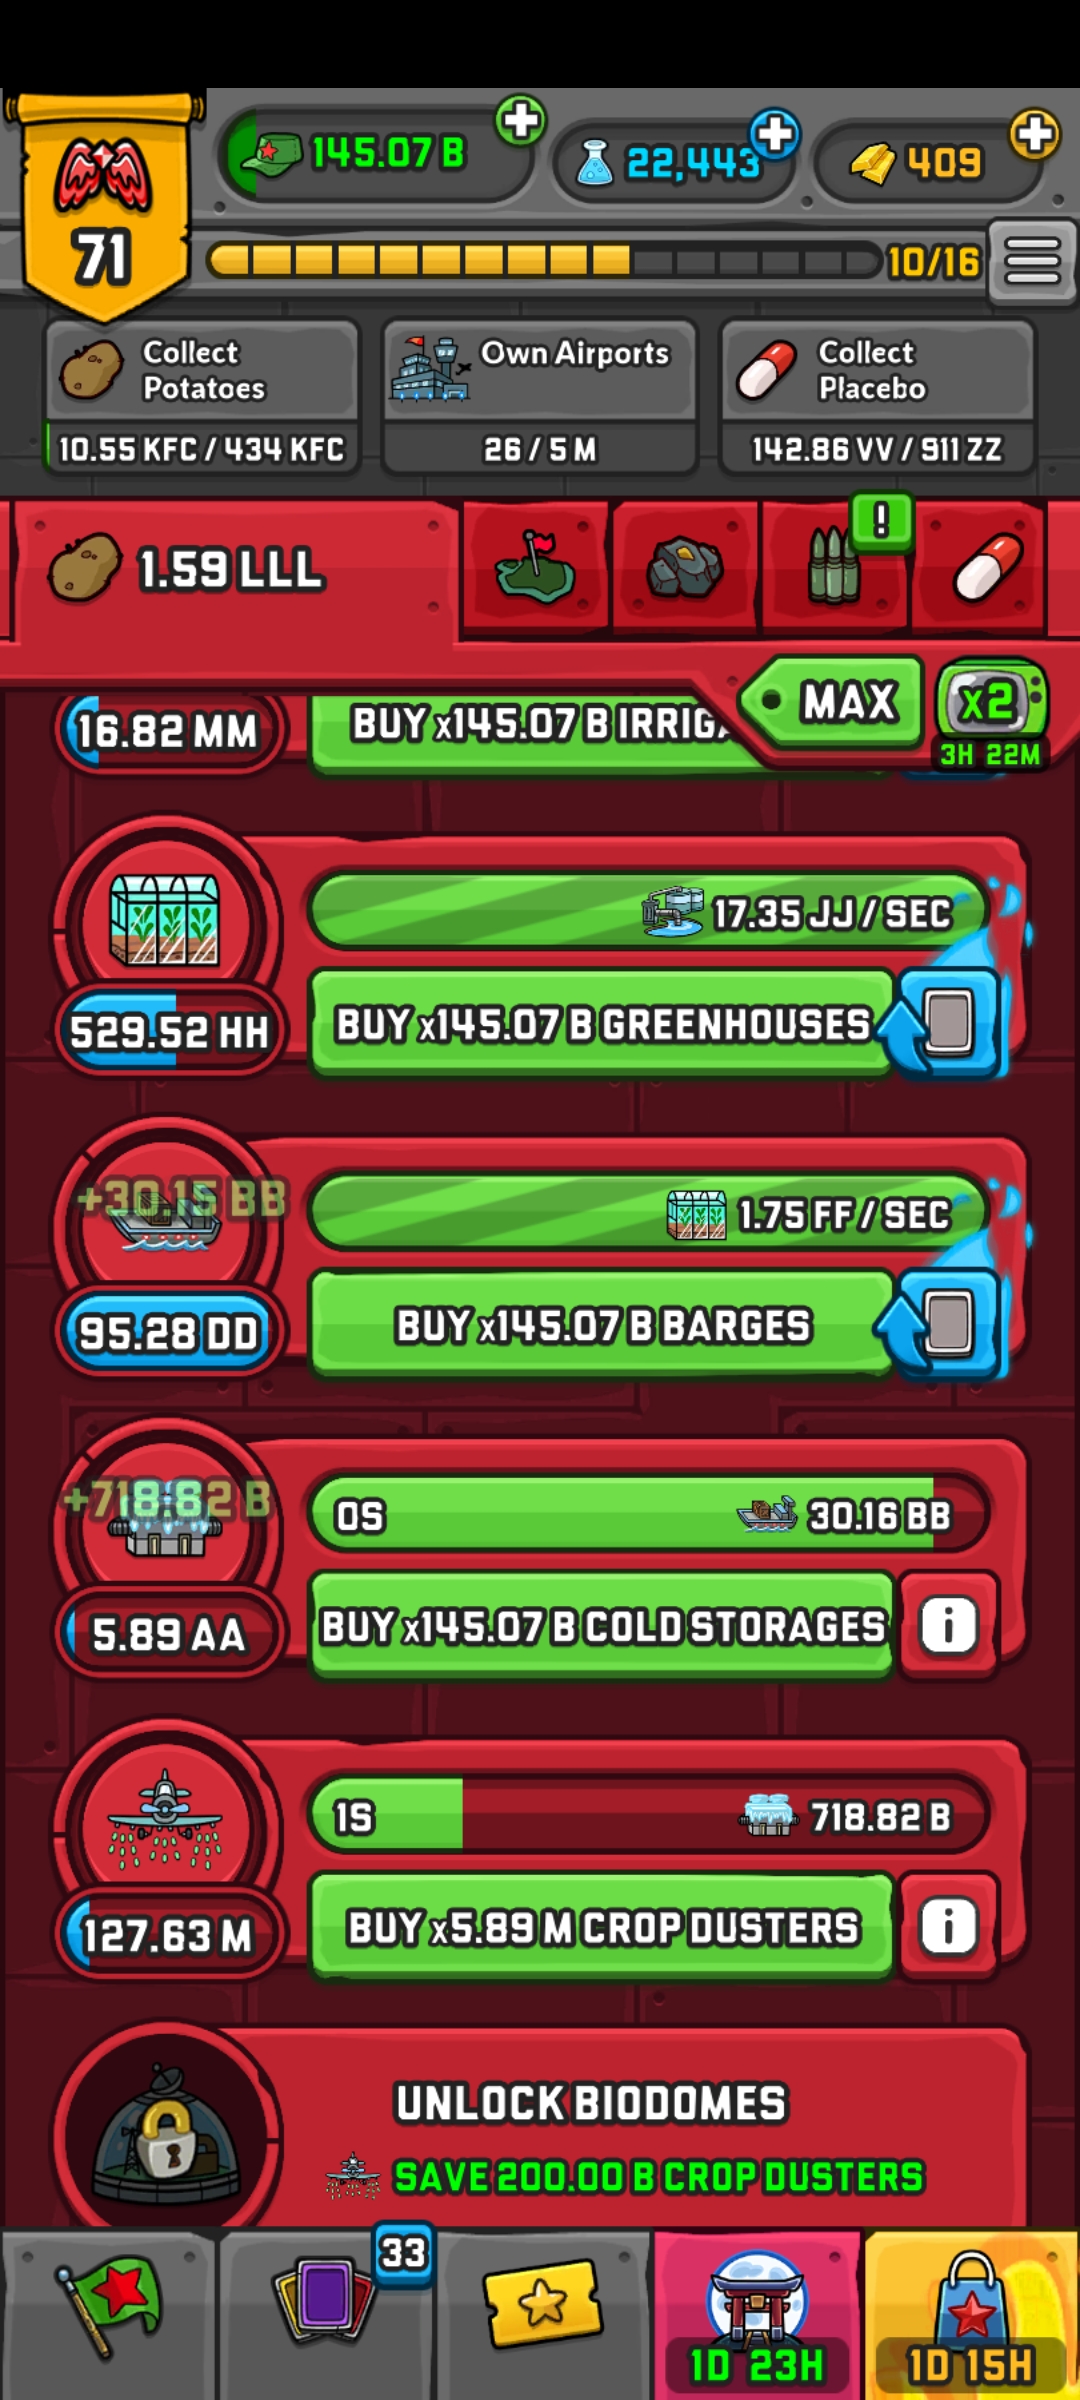 145.07 B
22,443
409
71
10/16
Collect Potatoes
10.55 KFC / 434 KFC
Own Airports
26 / 5 M
Collect Placebo
142.86 VV / 911 ZZ
1.59 LLL
!
MAX
x2
3H 22M
16.82 MM
BUY x145.07 B
17.35 JJ / SEC
529.52 HH
BUY x145.07 B GREENHOUSES
+30.15 BB
1.75 FF / SEC
95.28 DD
BUY x145.07 B BARGES
+718.82 B
0S
30.16 BB
5.89 AA
BUY x145.07 B COLD STORAGES
i
1S
718.82 B
127.63 M
BUY x5.89 M CROP DUSTERS
i
UNLOCK BIODOMES
SAVE 200.00 B CROP DUSTERS
33
1D 23H
1D 15H